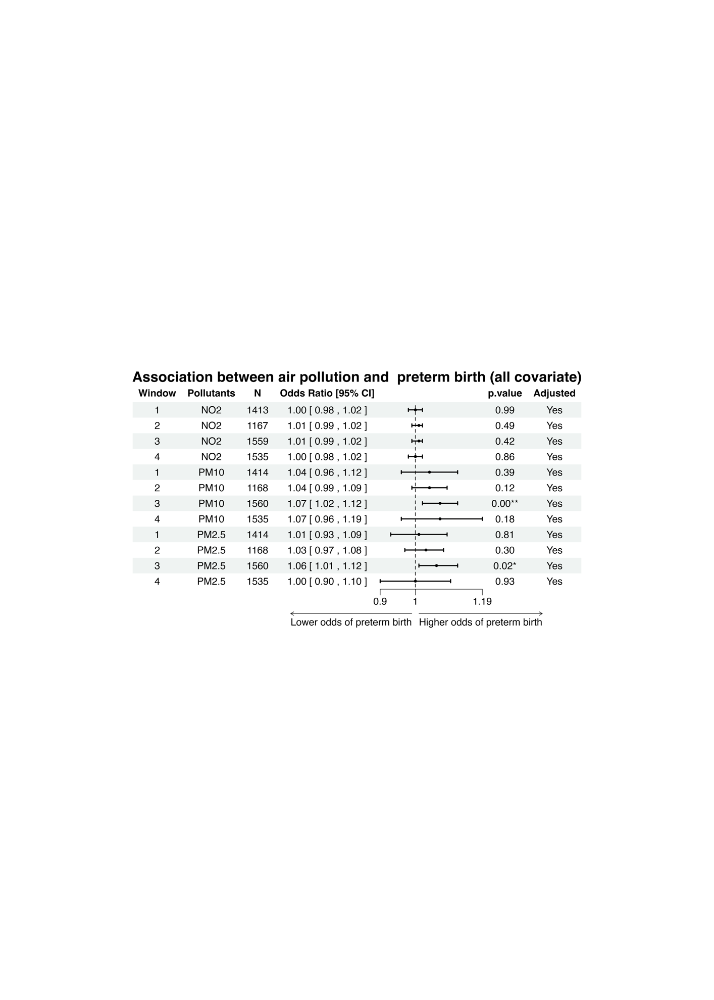 Association between air pollution and  preterm birth (all covariate)
Window Pollutants N Odds Ratio [95% CI] p.value Adjusted
1 NO2 1413 1.00 [ 0.98 , 1.02 ] 0.99 Yes
2 NO2 1167 1.01 [ 0.99 , 1.02 ] 0.49 Yes
3 NO2 1559 1.01 [ 0.99 , 1.02 ] 0.42 Yes
4 NO2 1535 1.00 [ 0.98 , 1.02 ] 0.86 Yes
1 PM10 1414 1.04 [ 0.96 , 1.12 ] 0.39 Yes
2 PM10 1168 1.04 [ 0.99 , 1.09 ] 0.12 Yes
3 PM10 1560 1.07 [ 1.02 , 1.12 ] 0.00** Yes
4 PM10 1535 1.07 [ 0.96 , 1.19 ] 0.18 Yes
1 PM2.5 1414 1.01 [ 0.93 , 1.09 ] 0.81 Yes
2 PM2.5 1168 1.03 [ 0.97 , 1.08 ] 0.30 Yes
3 PM2.5 1560 1.06 [ 1.01 , 1.12 ] 0.02* Yes
4 PM2.5 1535 1.00 [ 0.90 , 1.10 ] 0.93 Yes
0.9 1 1.19
Lower odds of preterm birth Higher odds of preterm birth